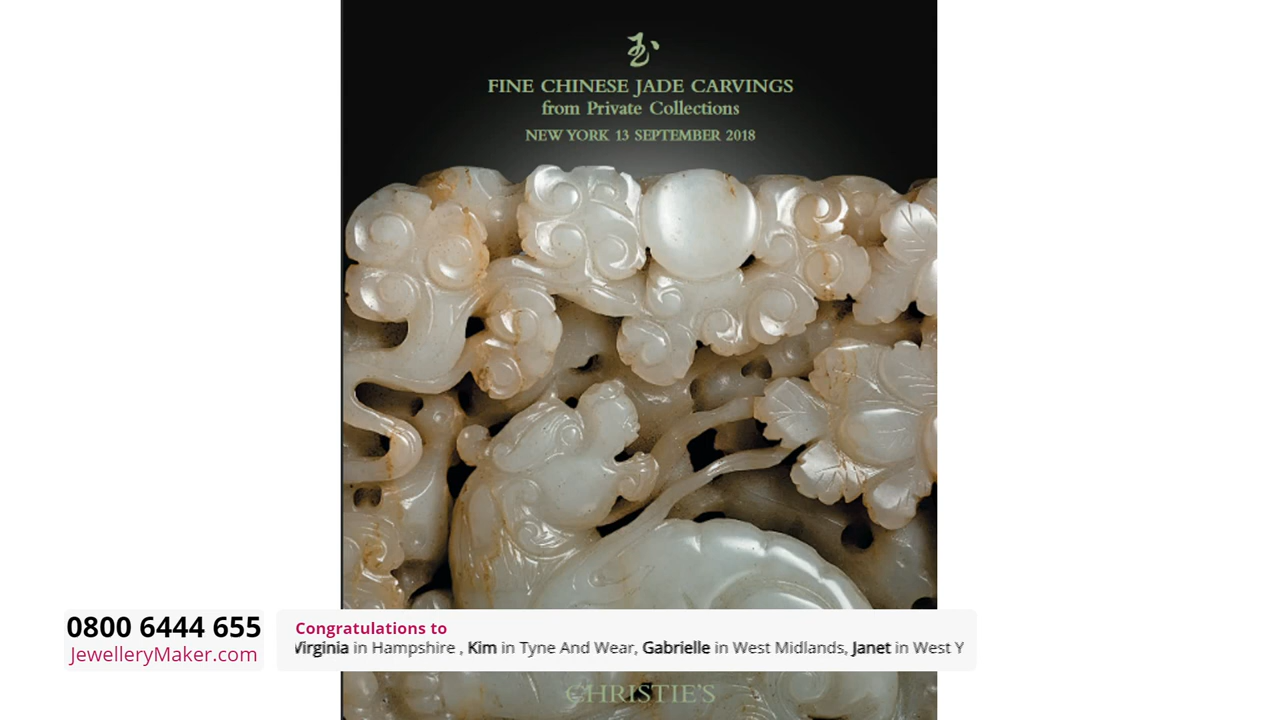 玉
FINE CHINESE JADE CARVINGS
from Private Collections
NEW YORK 13 SEPTEMBER 2018
0800 6444 655
JewelleryMaker.com
Congratulations to
Virginia in Hampshire , Kim in Tyne And Wear, Gabrielle in West Midlands, Janet in West Y
CHRISTIE'S